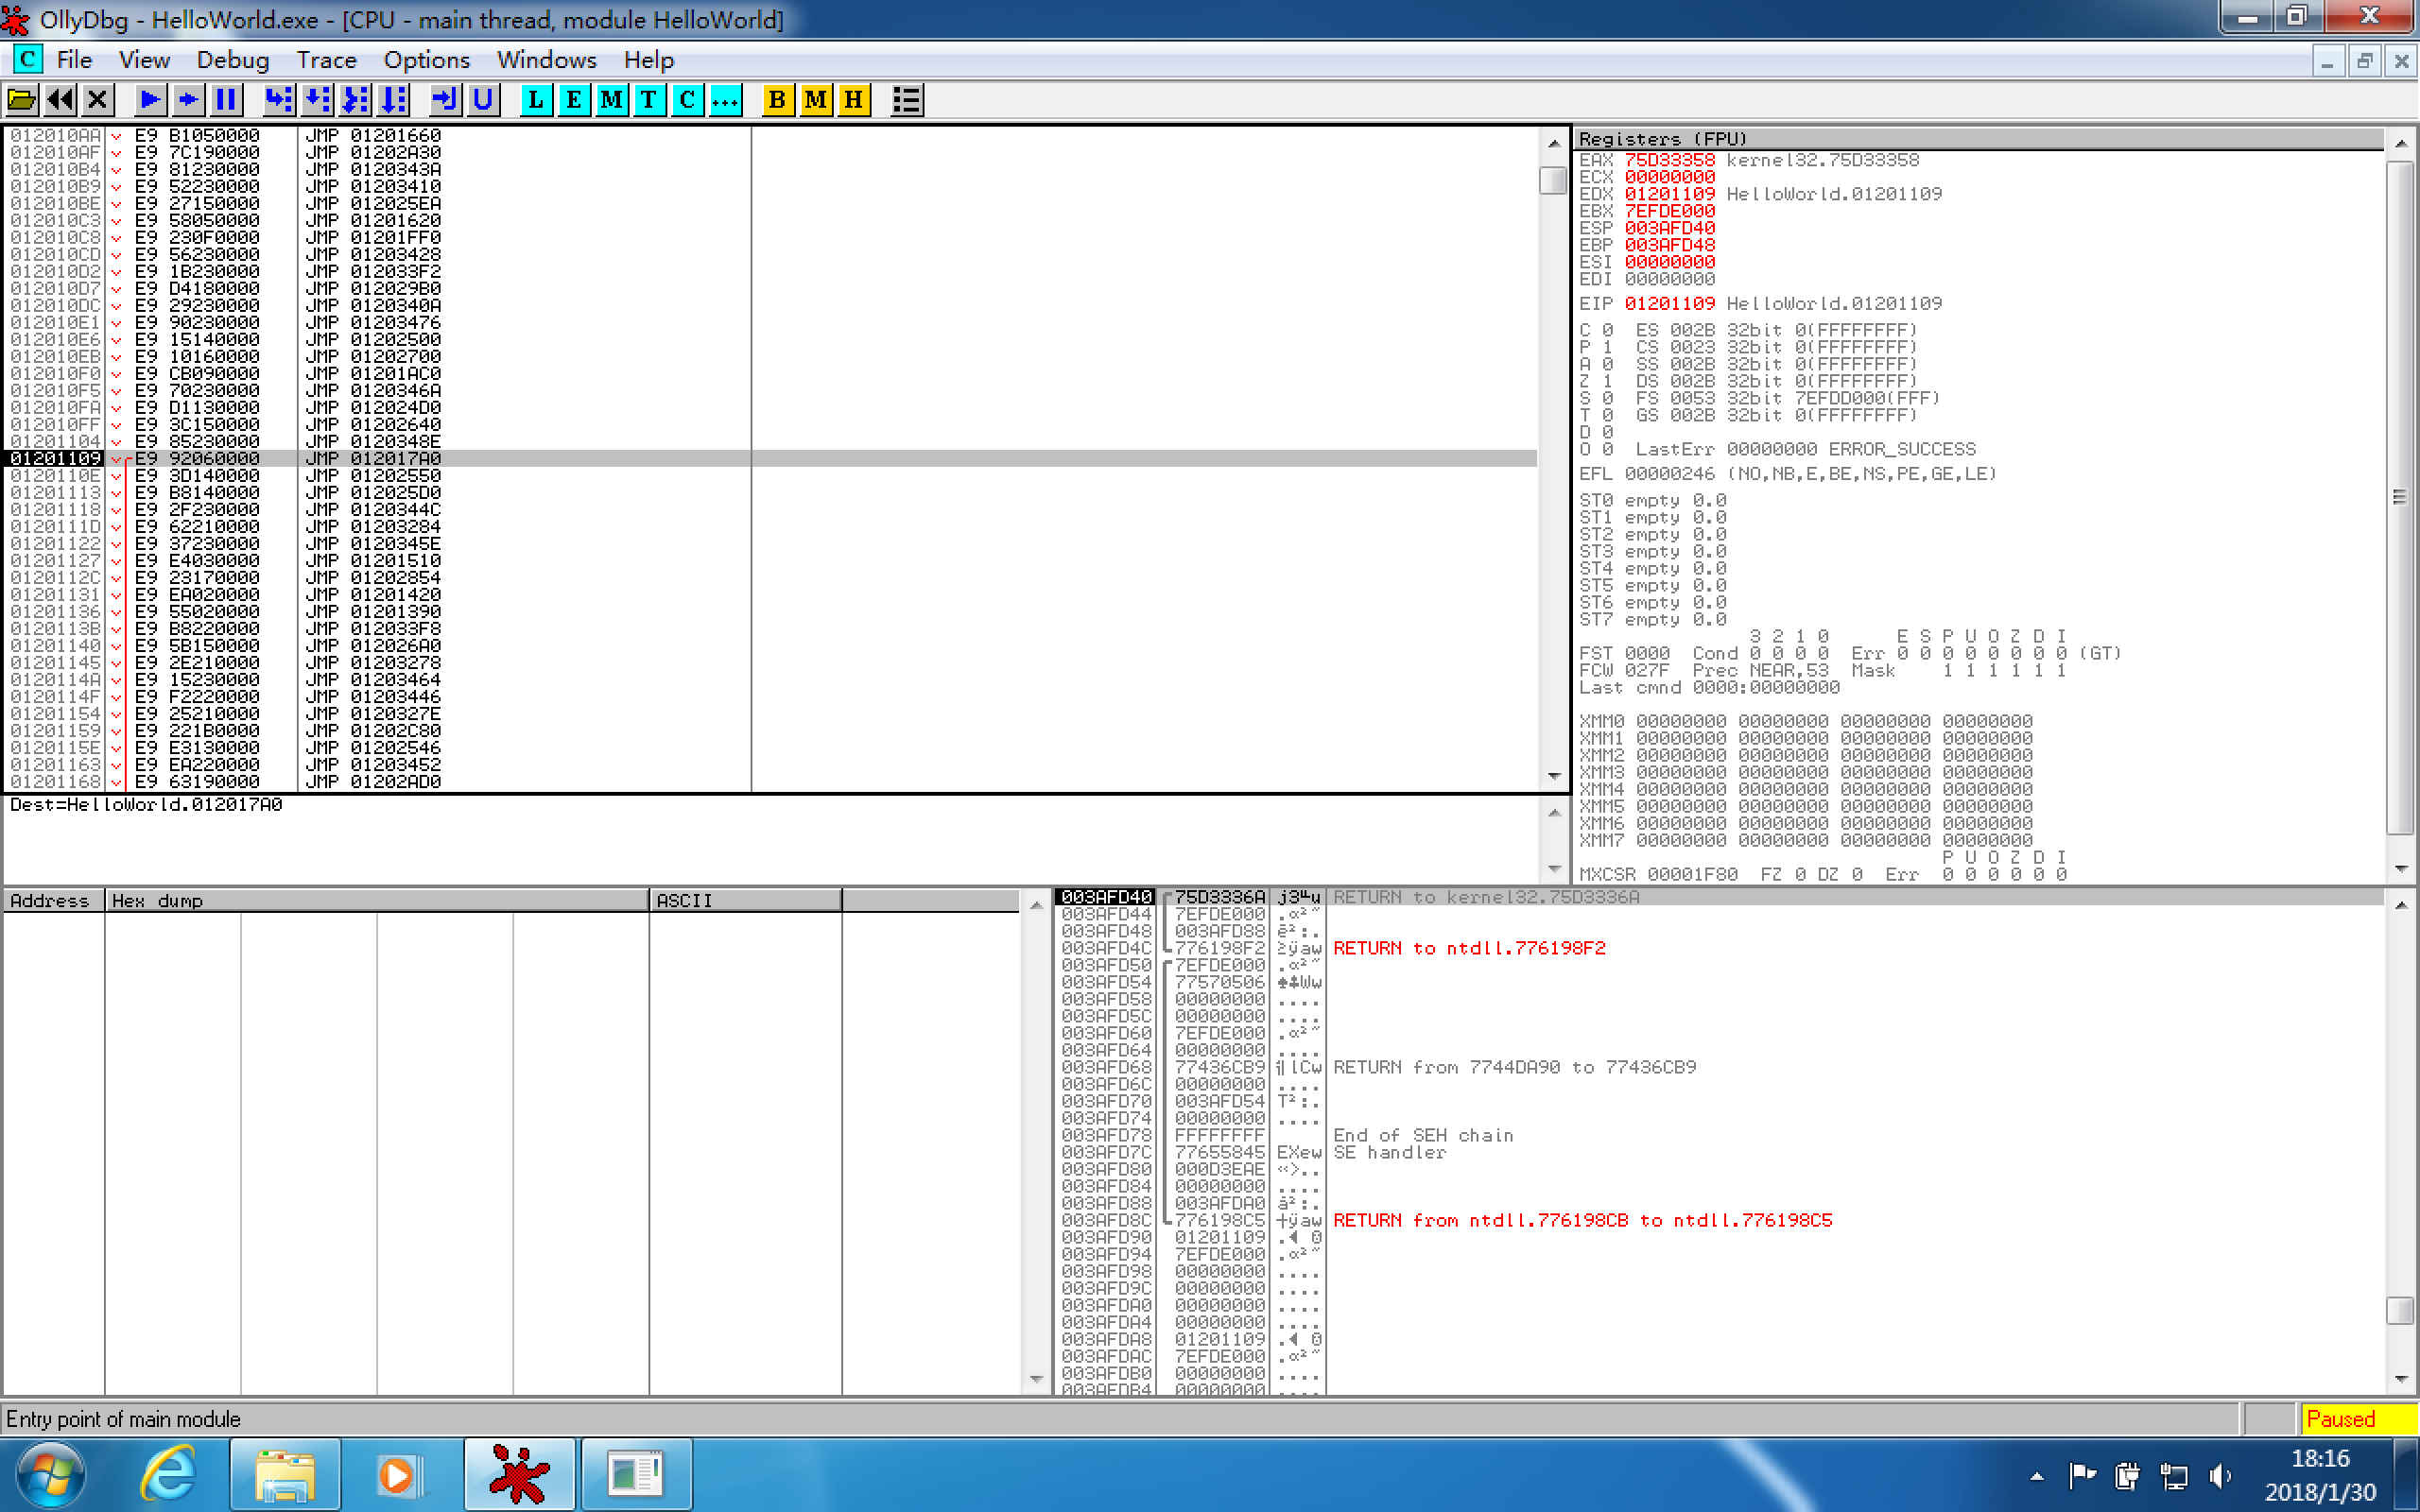 OllyDbg - HelloWorld.exe - [CPU - main thread, module HelloWorld]
C File View Debug Trace Options Windows Help
L E M T C ... B M H
012010AA E9 B1050000 JMP 01201660
012010AF E9 7C190000 JMP 01202A30
012010B4 E9 81230000 JMP 0120343A
012010B9 E9 52230000 JMP 01203410
012010BE E9 27150000 JMP 012025EA
012010C3 E9 58050000 JMP 01201620
012010C8 E9 230F0000 JMP 01201FF0
012010CD E9 56230000 JMP 01203428
012010D2 E9 1B230000 JMP 012033F2
012010D7 E9 D4180000 JMP 012029B0
012010DC E9 29230000 JMP 0120340A
012010E1 E9 90230000 JMP 01203476
012010E6 E9 15140000 JMP 01202500
012010EB E9 10160000 JMP 01202700
012010F0 E9 CB090000 JMP 01201AC0
012010F5 E9 70230000 JMP 0120346A
012010FA E9 D1130000 JMP 012024D0
012010FF E9 3C150000 JMP 01202640
01201104 E9 85230000 JMP 0120348E
01201109 E9 92060000 JMP 012017A0
0120110E E9 3D140000 JMP 01202550
01201113 E9 B8140000 JMP 012025D0
01201118 E9 2F230000 JMP 0120344C
0120111D E9 62210000 JMP 01203284
01201122 E9 37230000 JMP 0120345E
01201127 E9 E4030000 JMP 01201510
0120112C E9 23170000 JMP 01202854
01201131 E9 EA020000 JMP 01201420
01201136 E9 55020000 JMP 01201390
0120113B E9 B8220000 JMP 012033F8
01201140 E9 5B150000 JMP 012026A0
01201145 E9 2E210000 JMP 01203278
0120114A E9 15230000 JMP 01203464
0120114F E9 F2220000 JMP 01203446
01201154 E9 25210000 JMP 0120327E
01201159 E9 221B0000 JMP 01202C80
0120115E E9 E3130000 JMP 01202546
01201163 E9 EA220000 JMP 01203452
01201168 E9 63190000 JMP 01202AD0
Dest=HelloWorld.012017A0
Registers (FPU)
EAX 75D33358 kernel32.75D33358
ECX 00000000
EDX 01201109 HelloWorld.01201109
EBX 7EFDE000
ESP 003AFD40
EBP 003AFD48
ESI 00000000
EDI 00000000
EIP 01201109 HelloWorld.01201109
C 0 ES 002B 32bit 0(FFFFFFFF)
P 1 CS 0023 32bit 0(FFFFFFFF)
A 0 SS 002B 32bit 0(FFFFFFFF)
Z 1 DS 002B 32bit 0(FFFFFFFF)
S 0 FS 0053 32bit 7EFDD000(FFF)
T 0 GS 002B 32bit 0(FFFFFFFF)
D 0
O 0 LastErr 00000000 ERROR_SUCCESS
EFL 00000246 (NO,NB,E,BE,NS,PE,GE,LE)
ST0 empty 0.0
ST1 empty 0.0
ST2 empty 0.0
ST3 empty 0.0
ST4 empty 0.0
ST5 empty 0.0
ST6 empty 0.0
ST7 empty 0.0
3 2 1 0 E S P U O Z D I
FST 0000 Cond 0 0 0 0 Err 0 0 0 0 0 0 0 0 (GT)
FCW 027F Prec NEAR,53 Mask 1 1 1 1 1 1
Last cmnd 0000:00000000
XMM0 00000000 00000000 00000000 00000000
XMM1 00000000 00000000 00000000 00000000
XMM2 00000000 00000000 00000000 00000000
XMM3 00000000 00000000 00000000 00000000
XMM4 00000000 00000000 00000000 00000000
XMM5 00000000 00000000 00000000 00000000
XMM6 00000000 00000000 00000000 00000000
XMM7 00000000 00000000 00000000 00000000
P U O Z D I
MXCSR 00001F80 FZ 0 DZ 0 Err 0 0 0 0 0 0
Address Hex dump ASCII
003AFD40 75D3336A RETURN to kernel32.75D3336A
003AFD44 7EFDE000 .α²~
003AFD48 003AFD88 ê²:.
003AFD4C 776198F2 ≥ÿaw RETURN to ntdll.776198F2
003AFD50 7EFDE000 .α²~
003AFD54 77570506 ♠♣Ww
003AFD58 00000000 ....
003AFD5C 00000000 ....
003AFD60 7EFDE000 .α²~
003AFD64 00000000 ....
003AFD68 77436CB9 ╣lCw RETURN from 7744DA90 to 77436CB9
003AFD6C 00000000 ....
003AFD70 003AFD54 T²:.
003AFD74 00000000 ....
003AFD78 FFFFFFFF End of SEH chain
003AFD7C 77655845 EXew SE handler
003AFD80 000D3EAE «>..
003AFD84 00000000 ....
003AFD88 003AFDA0 á²:.
003AFD8C 776198C5 ┼ÿaw RETURN from ntdll.776198CB to ntdll.776198C5
003AFD90 01201109
003AFD94 7EFDE000 .α²~
003AFD98 00000000 ....
003AFD9C 00000000 ....
003AFDA0 00000000 ....
003AFDA4 00000000 ....
003AFDA8 01201109
003AFDAC 7EFDE000 .α²~
003AFDB0 00000000 ....
003AFDB4 00000000 ....
Entry point of main module Paused
18:16
2018/1/30